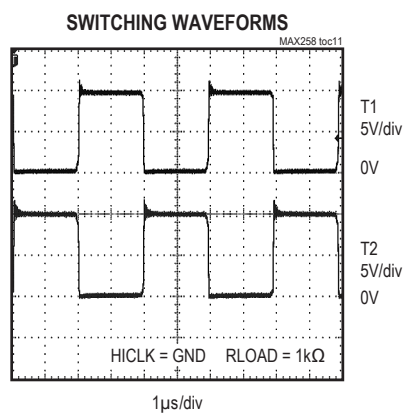 SWITCHING WAVEFORMS
MAX258 toc11
T1
5V/div
0V
T2
5V/div
0V
HICLK = GND RLOAD = 1kΩ
1µs/div